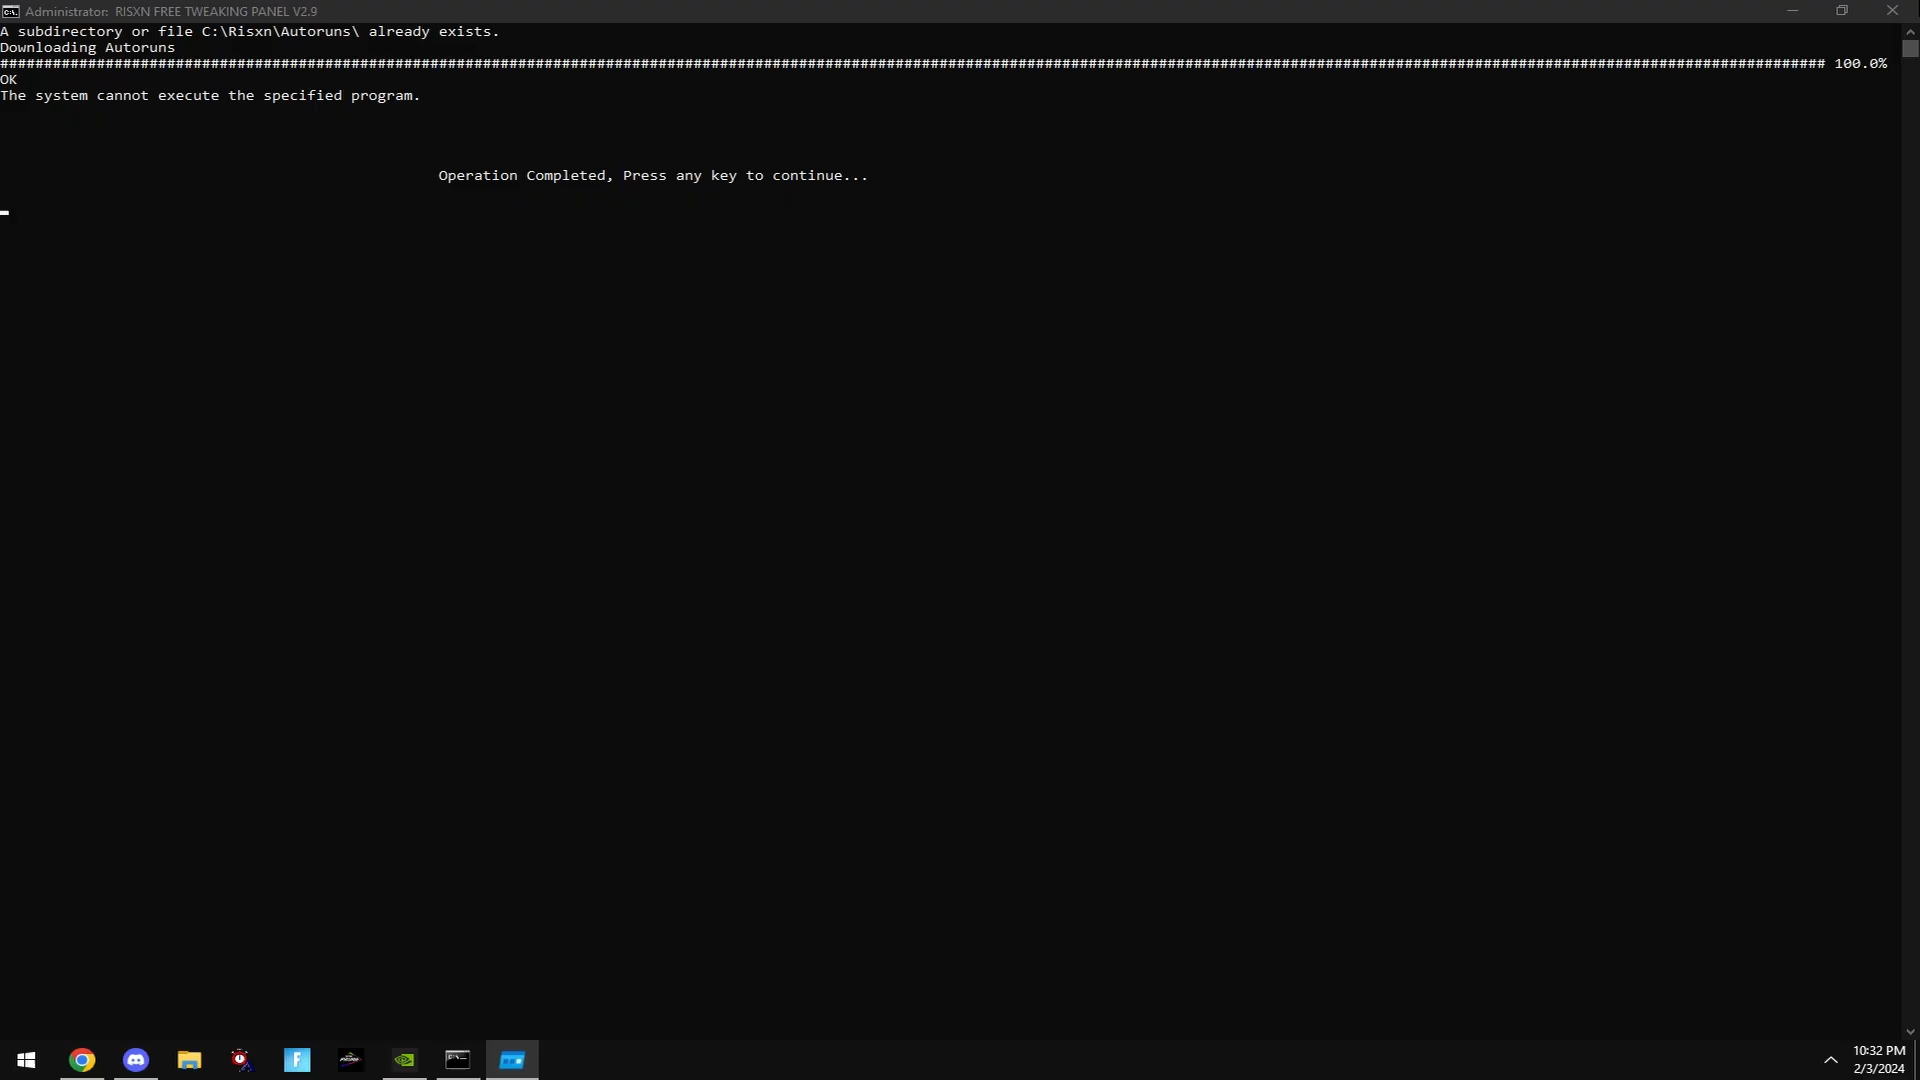 Administrator:  RISXN FREE TWEAKING PANEL V2.9
A subdirectory or file C:\Risxn\Autoruns\ already exists.
Downloading Autoruns
################################################################################################################################################################################################################ 100.0%
OK
The system cannot execute the specified program.
Operation Completed, Press any key to continue...
10:32 PM
2/3/2024